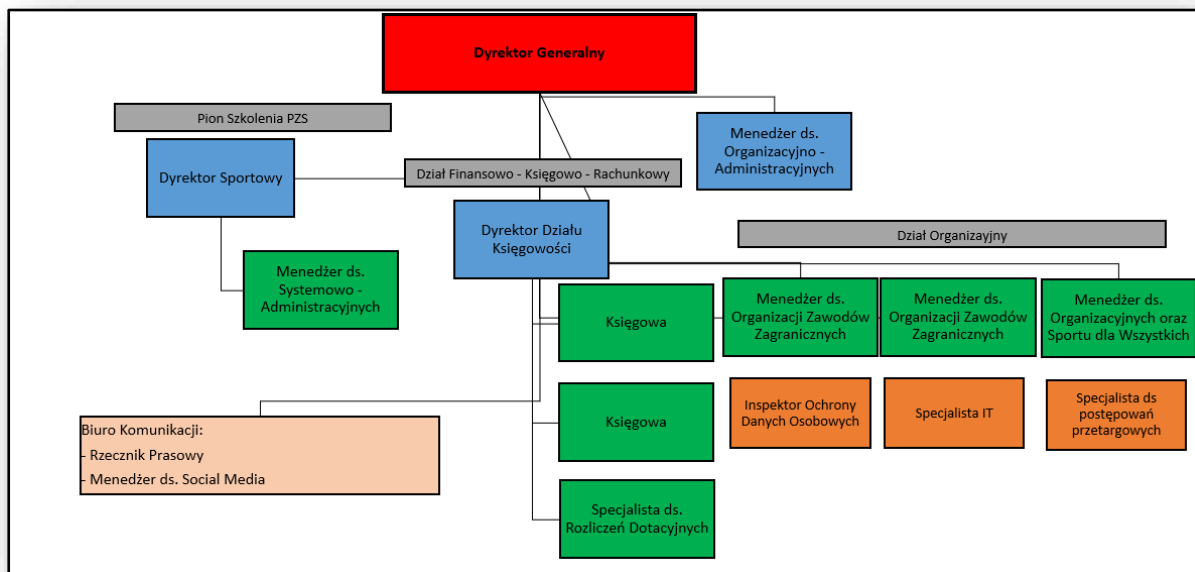 Dyrektor Generalny
Pion Szkolenia PZS
Menedżer ds.
Organizacyjno -
Administracyjnych
Dyrektor Sportowy
Dział Finansowo - Księgowo - Rachunkowy
Dyrektor Działu
Księgowości
Dział Organizayjny
Menedżer ds.
Systemowo -
Administracyjnych
Księgowa
Menedżer ds.
Organizacji Zawodów
Zagranicznych
Menedżer ds.
Organizacji Zawodów
Zagranicznych
Menedżer ds.
Organizacyjnych oraz
Sportu dla Wszystkich
Księgowa
Inspektor Ochrony
Danych Osobowych
Specjalista IT
Specjalista ds
postępowań
przetargowych
Biuro Komunikacji:
- Rzecznik Prasowy
- Menedżer ds. Social Media
Specjalista ds.
Rozliczeń Dotacyjnych